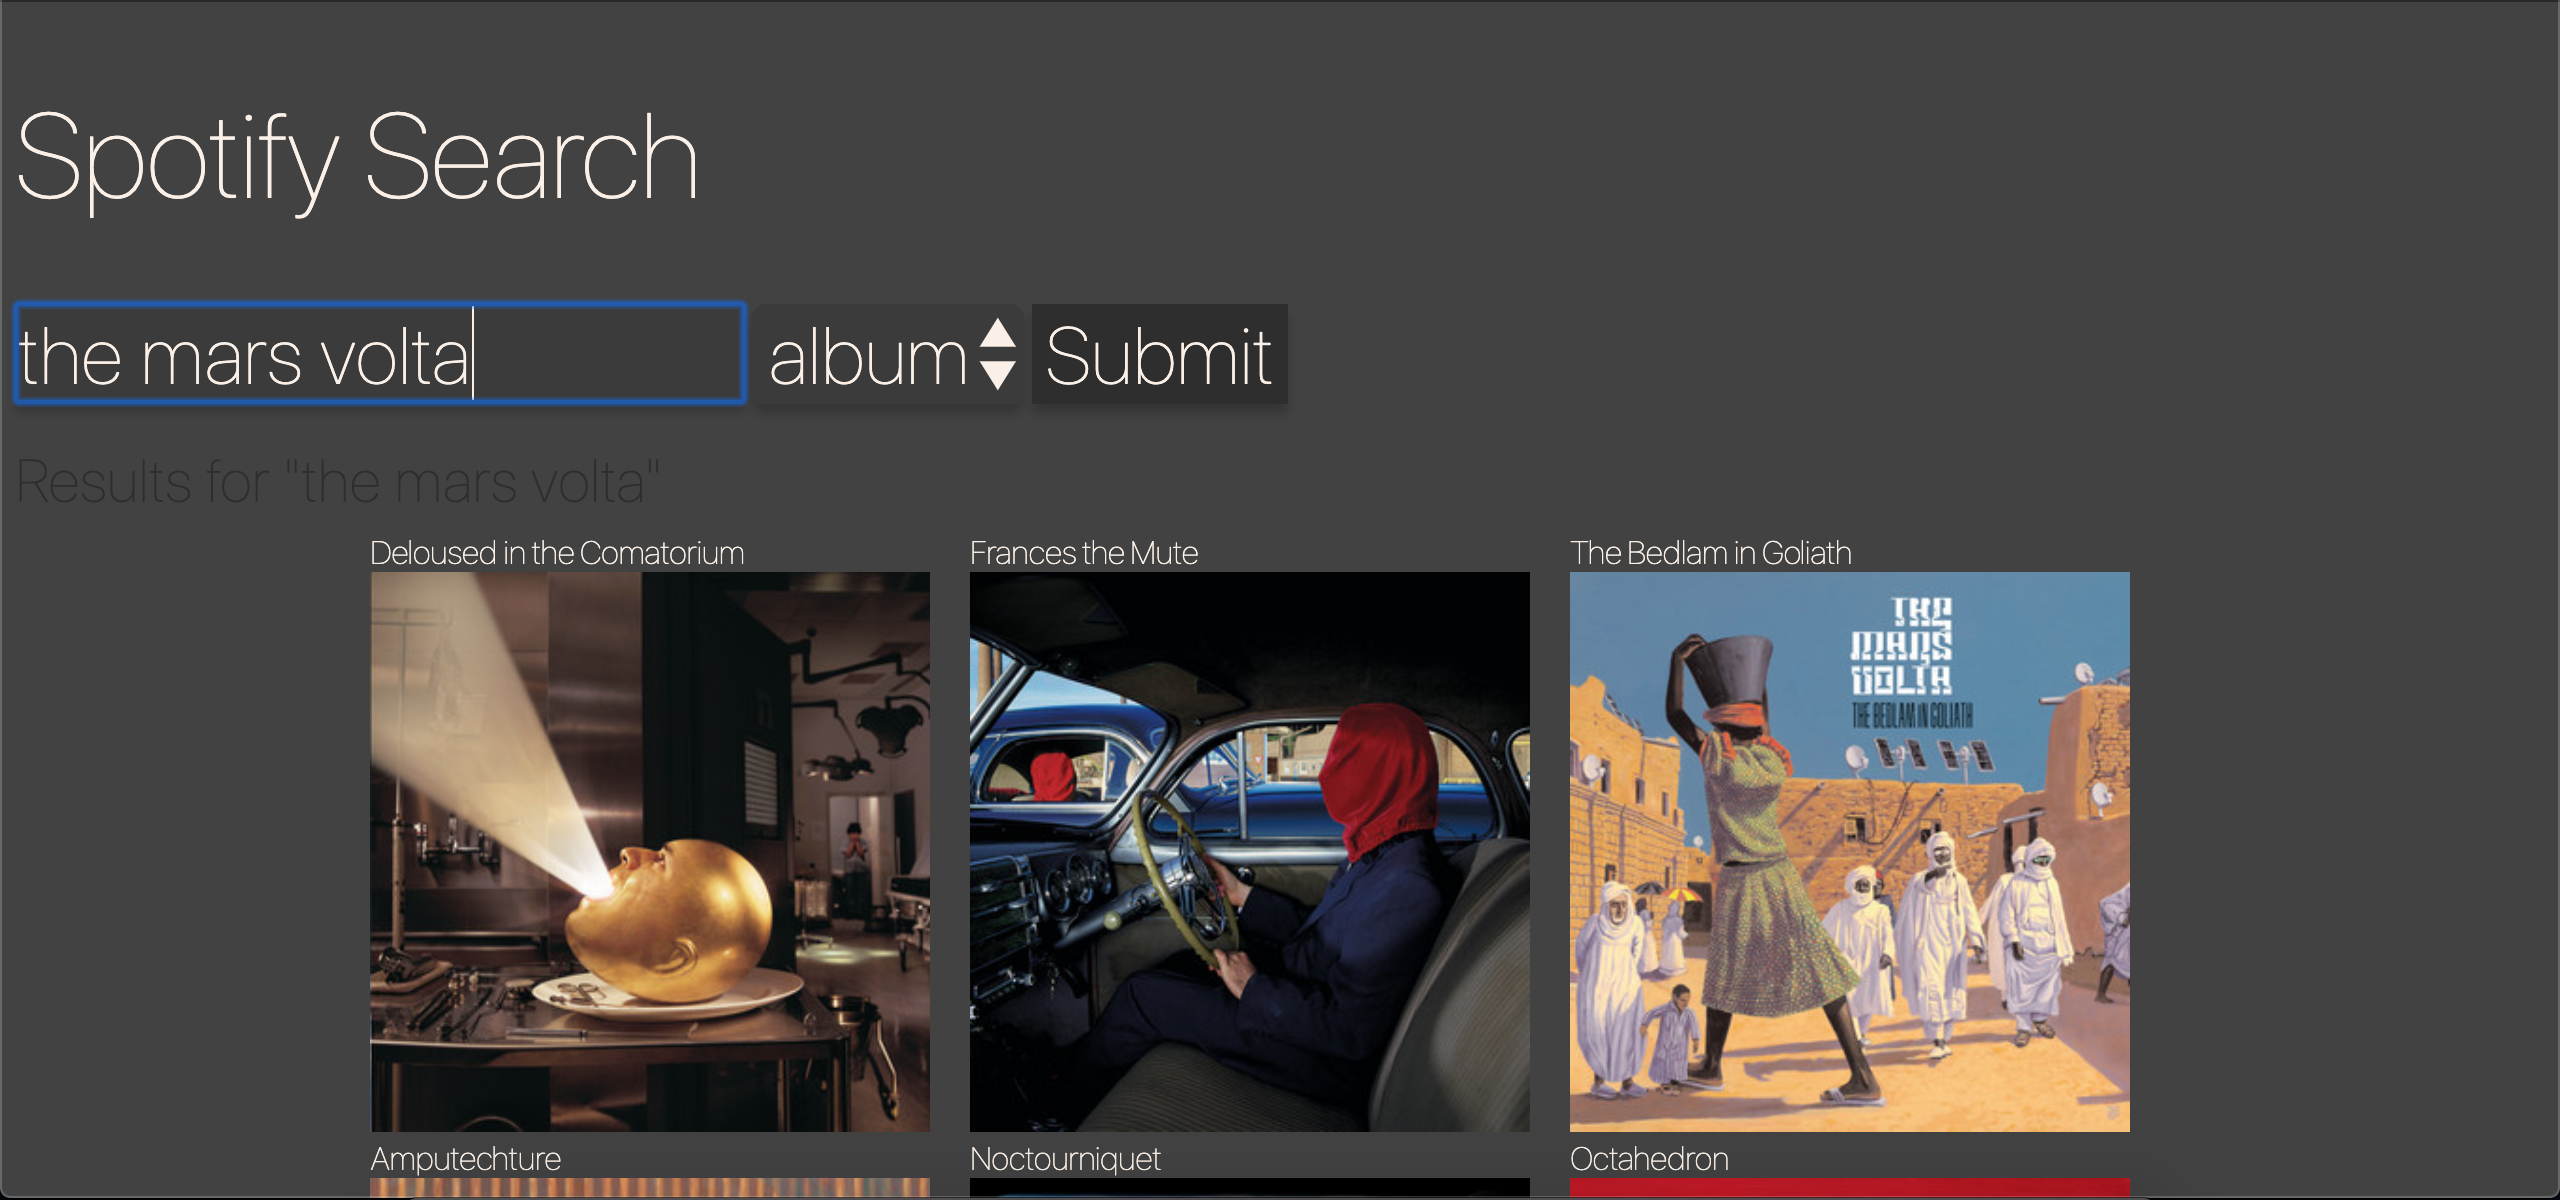 Spotify Search
the mars volta
album
Submit
Results for "the mars volta"
Deloused in the Comatorium
Frances the Mute
The Bedlam in Goliath
THE
MARS
VOLTA
THE BEDLAM IN GOLIATH
Amputechture
Noctourniquet
Octahedron